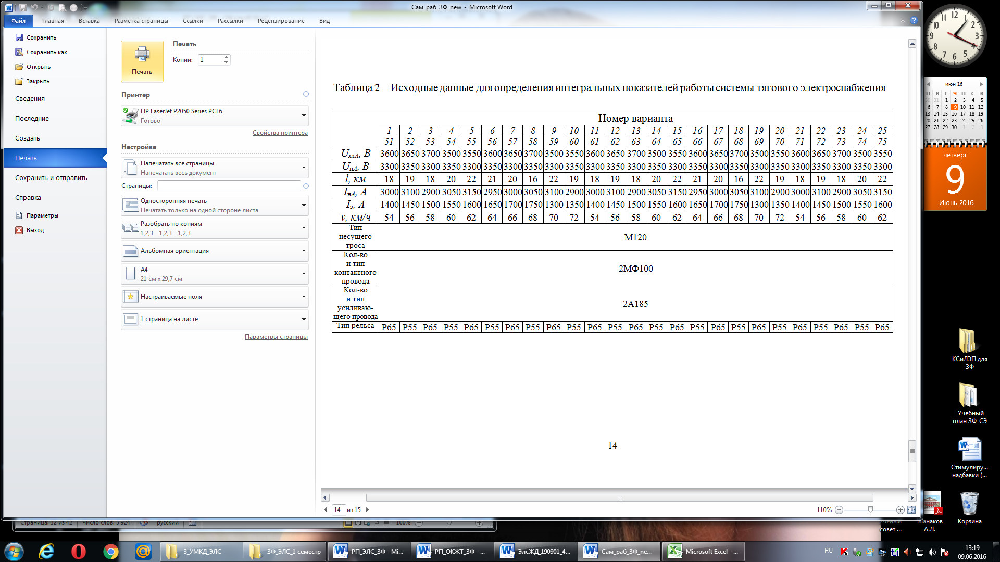 Сам_раб_ЗФ_new - Microsoft Word
Файл Главная Вставка Разметка страницы Ссылки Рассылки Рецензирование Вид
Сохранить
Сохранить как
Открыть
Закрыть
Сведения
Последние
Создать
Печать
Сохранить и отправить
Справка
Параметры
Выход
Печать
Печать
Копии: 1
Принтер
HP LaserJet P2050 Series PCL6
Готово
Свойства принтера
Настройка
Напечатать все страницы
Напечатать весь документ
Страницы:
Односторонняя печать
Печатать только на одной стороне листа
Разобрать по копиям
1,2,3 1,2,3 1,2,3
Альбомная ориентация
A4
21 см x 29,7 см
Настраиваемые поля
1 страница на листе
Параметры страницы
Таблица 2 – Исходные данные для определения интегральных показателей работы системы тягового электроснабжения
Номер варианта
1 2 3 4 5 6 7 8 9 10 11 12 13 14 15 16 17 18 19 20 21 22 23 24 25
51 52 53 54 55 56 57 58 59 60 61 62 63 64 65 66 67 68 69 70 71 72 73 74 75
UxxA, В 3600 3650 3700 3500 3550 3600 3650 3700 3500 3550 3600 3650 3700 3500 3550 3600 3650 3700 3500 3550 3600 3650 3700 3500 3550
UнA, В 3300 3350 3300 3350 3300 3350 3300 3350 3300 3350 3300 3350 3300 3350 3300 3350 3300 3350 3300 3350 3300 3350 3300 3350 3300
l, км 18 19 18 20 22 21 20 16 22 19 18 19 18 20 22 21 20 16 22 19 18 19 18 20 22
IнA, А 3000 3100 2900 3050 3150 2950 3000 3050 3100 2900 3000 3100 2900 3050 3150 2950 3000 3050 3100 2900 3000 3100 2900 3050 3150
Iэ, А 1400 1450 1500 1550 1600 1650 1700 1750 1300 1350 1400 1450 1500 1550 1600 1650 1700 1750 1300 1350 1400 1450 1500 1550 1600
v, км/ч 54 56 58 60 62 64 66 68 70 72 54 56 58 60 62 64 66 68 70 72 54 56 58 60 62
Тип
несущего
троса
М120
Кол-во
и тип
контактного
провода
2МФ100
Кол-во
и тип
усиливаю-
щего провода
2А185
Тип рельса Р65 Р55 Р65 Р55 Р65 Р55 Р65 Р55 Р65 Р55 Р65 Р55 Р65 Р55 Р65 Р55 Р65 Р55 Р65 Р55 Р65 Р55 Р65 Р55 Р65
14
14 из 15
110%
Страница: 32 из 42 Число слов: 5 924 русский 100%
12 1 2 3 4 5 6 7 8 9 10 11
июн 16
П В С Ч П С В
30 31 1 2 3 4 5
6 7 8 9 10 11 12
13 14 15 16 17 18 19
20 21 22 23 24 25 26
27 28 29 30 1 2 3
четверг
9
Июнь 2016
КСиЛЭП для
ЗФ
_Учебный
план ЗФ_СЭ
Стимулиру...
надбавки (...
совет ...
Манаков
А.Л.
Корзина
3_УМКД_ЭЛС
ЗФ_ЭЛС_1 семестр
РП_ЭЛС_ЗФ - Mi...
РП_ОКЖТ_ЗФ - ...
ЭлсЖД_190901_4...
Сам_раб_ЗФ_ne...
Microsoft Excel - ...
RU
13:19
09.06.2016